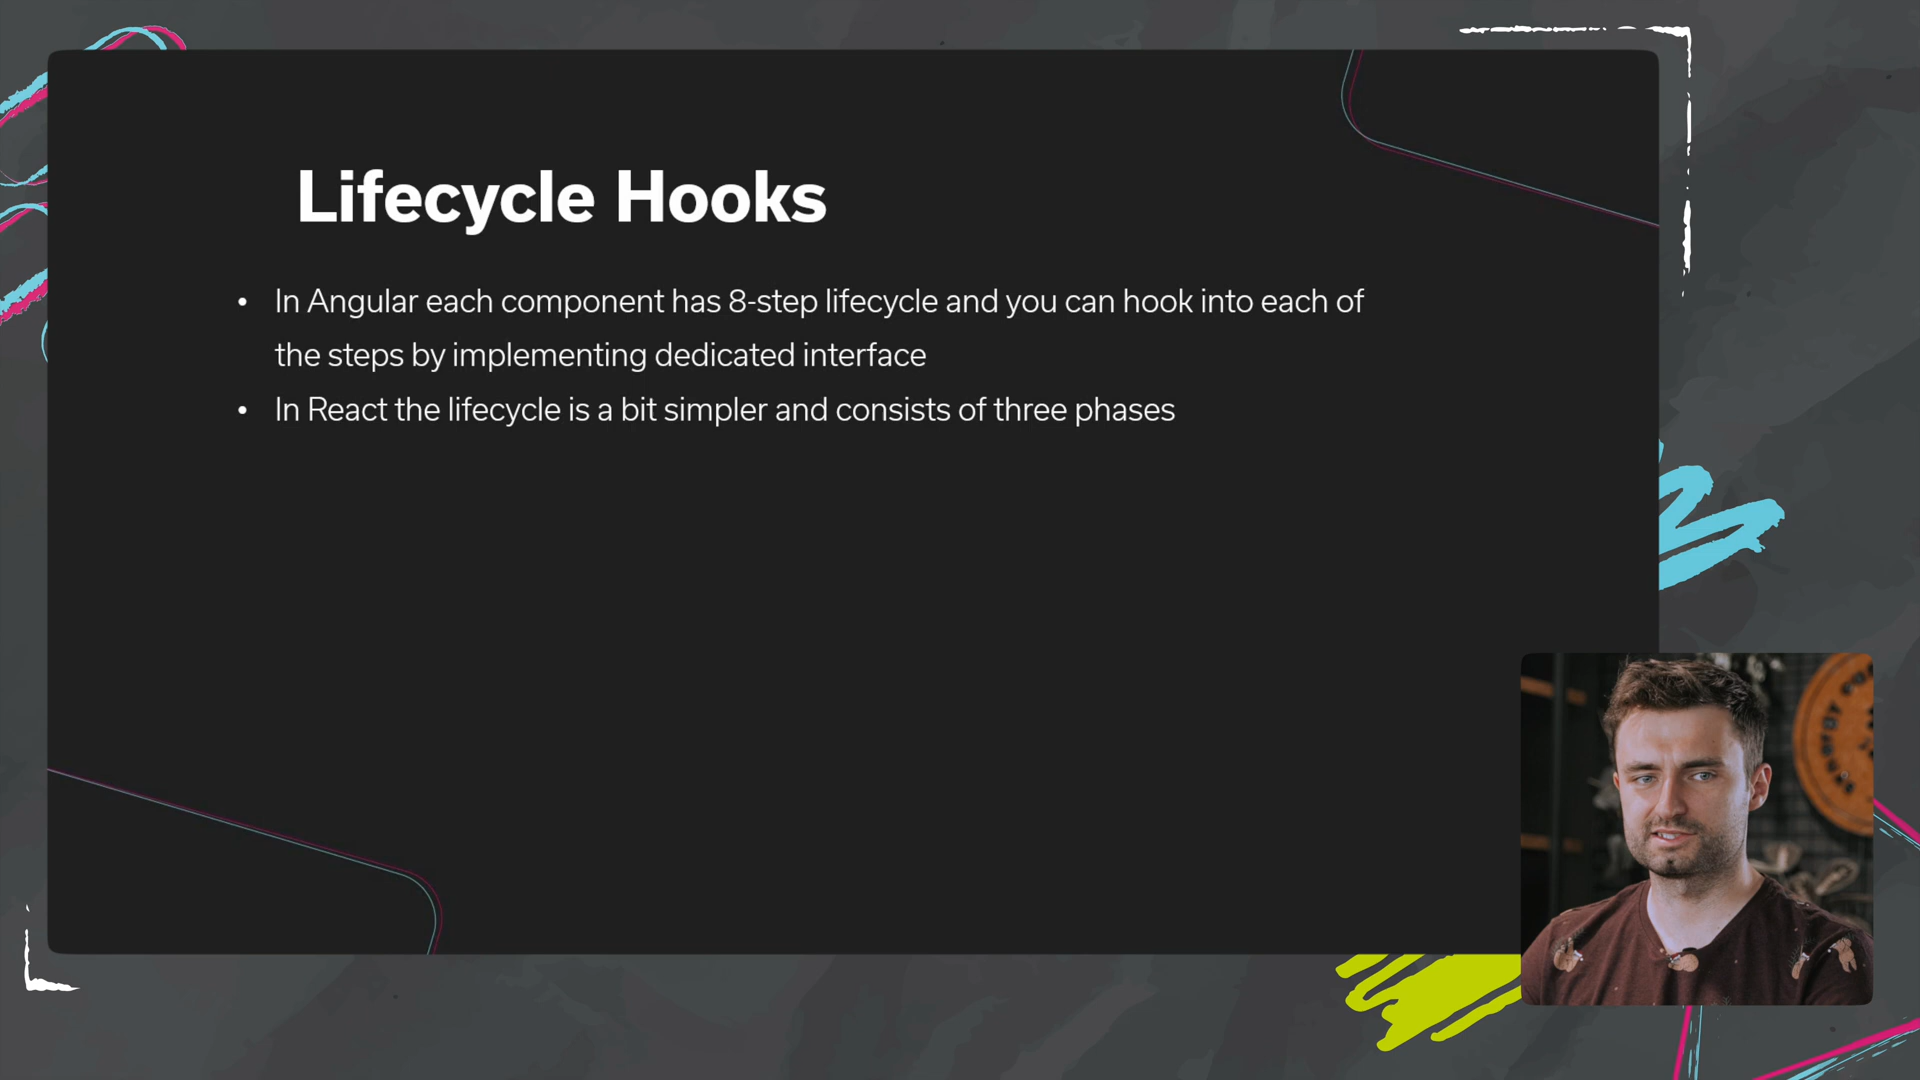 Lifecycle Hooks
• In Angular each component has 8-step lifecycle and you can hook into each of
the steps by implementing dedicated interface
• In React the lifecycle is a bit simpler and consists of three phases